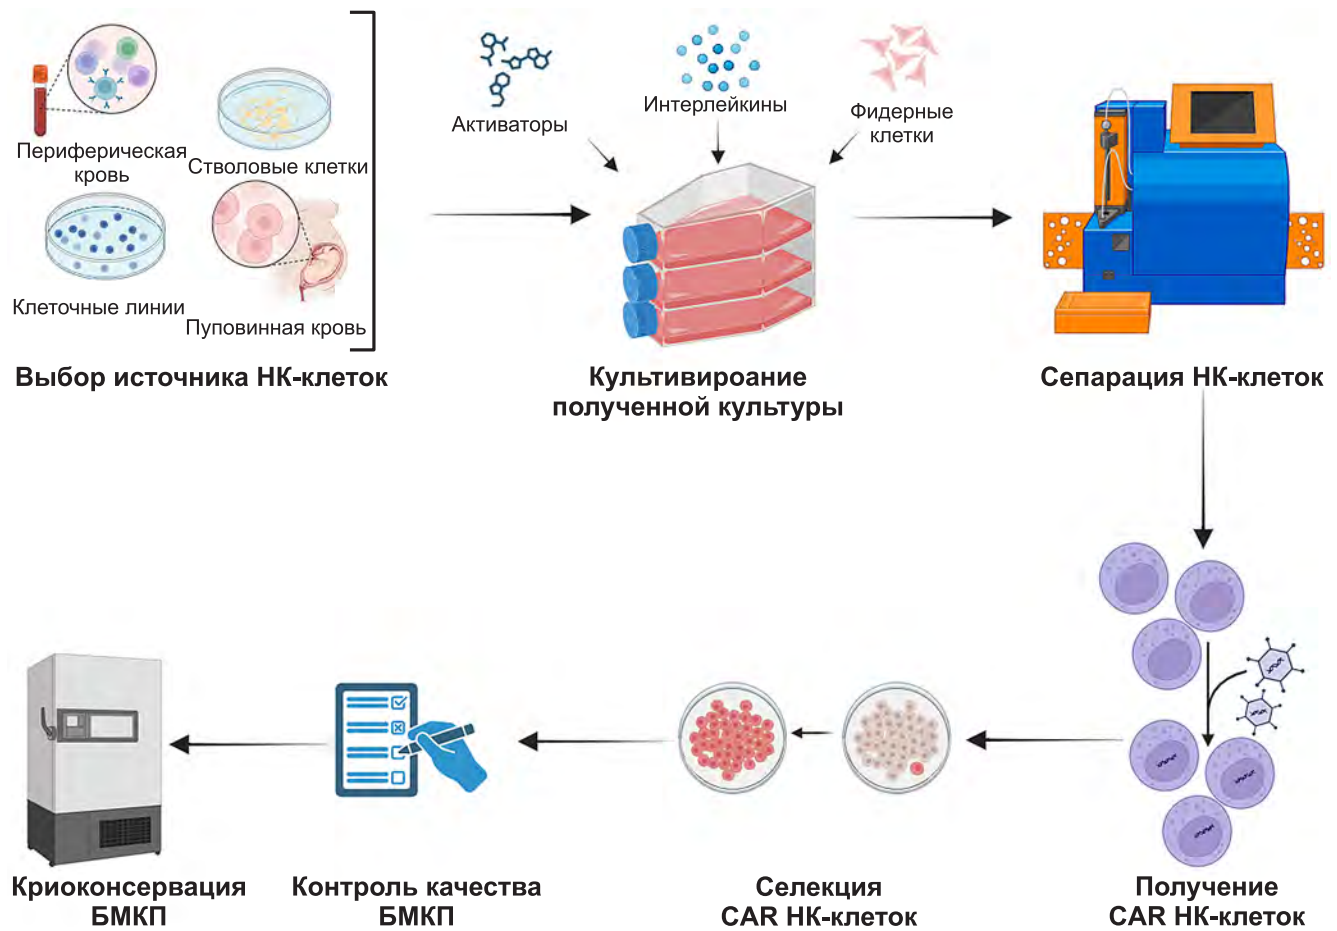 Периферическая
кровь
Стволовые клетки
Клеточные линии
Пуповинная кровь
Выбор источника НК-клеток
Активаторы
Интерлейкины
Фидерные
клетки
Культивироание
полученной культуры
Сепарация НК-клеток
Получение
CAR НК-клеток
Селекция
CAR НК-клеток
Контроль качества
БМКП
Криоконсервация
БМКП